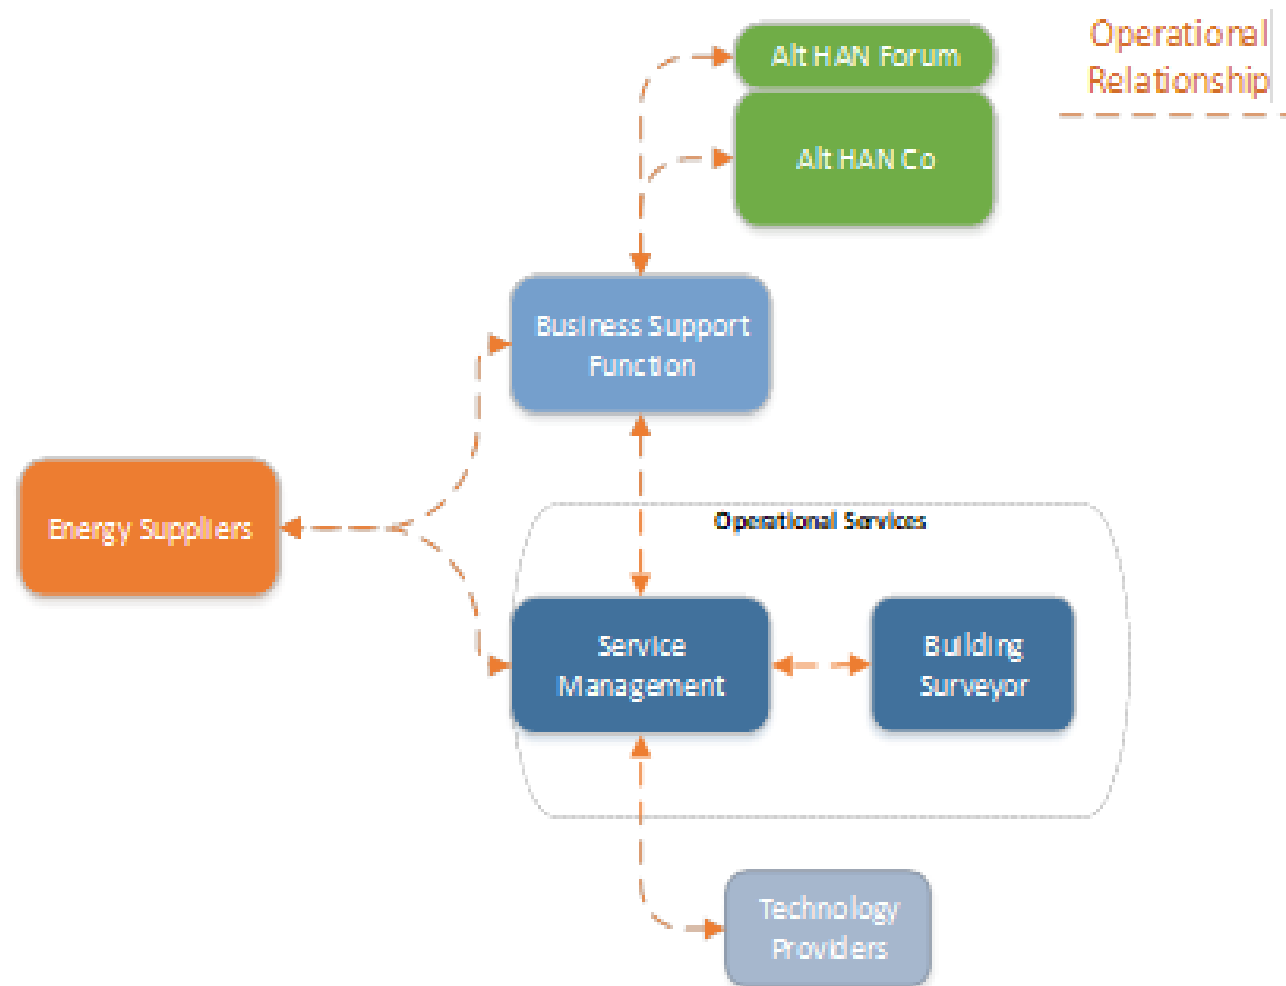 Alt HAN Forum
Operational
Relationship
Alt HAN Co
Business Support
Function
Energy Suppliers
Operational Services
Service
Management
Building
Surveyor
Technology
Providers